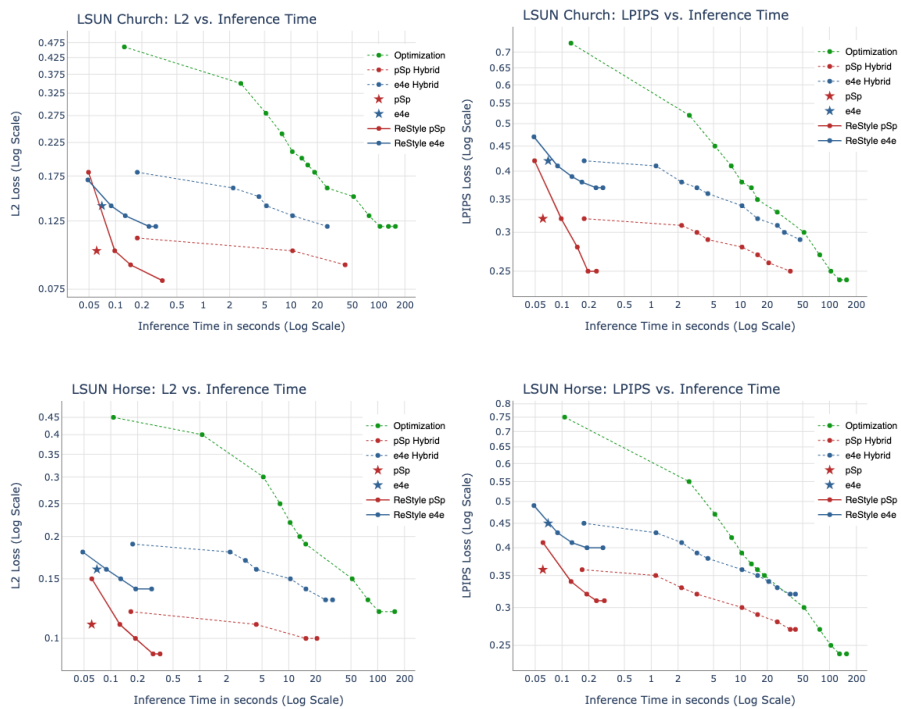 LSUN Church: L2 vs. Inference Time
L2 Loss (Log Scale)
0.475
0.425
0.375
0.325
0.275
0.225
0.175
0.125
0.075
0.05 0.1 0.2 0.5 1 2 5 10 20 50 100 200
Inference Time in seconds (Log Scale)
Optimization
pSp Hybrid
e4e Hybrid
pSp
e4e
ReStyle pSp
ReStyle e4e
LSUN Church: LPIPS vs. Inference Time
LPIPS Loss (Log Scale)
0.7
0.65
0.6
0.55
0.5
0.45
0.4
0.35
0.3
0.25
0.05 0.1 0.2 0.5 1 2 5 10 20 50 100 200
Inference Time in seconds (Log Scale)
Optimization
pSp Hybrid
e4e Hybrid
pSp
e4e
ReStyle pSp
ReStyle e4e
LSUN Horse: L2 vs. Inference Time
L2 Loss (Log Scale)
0.45
0.4
0.35
0.3
0.25
0.2
0.15
0.1
0.05 0.1 0.2 0.5 1 2 5 10 20 50 100 200
Inference Time in seconds (Log Scale)
Optimization
pSp Hybrid
e4e Hybrid
pSp
e4e
ReStyle pSp
ReStyle e4e
LSUN Horse: LPIPS vs. Inference Time
LPIPS Loss (Log Scale)
0.8
0.75
0.7
0.65
0.6
0.55
0.5
0.45
0.4
0.35
0.3
0.25
0.05 0.1 0.2 0.5 1 2 5 10 20 50 100 200
Inference Time in seconds (Log Scale)
Optimization
pSp Hybrid
e4e Hybrid
pSp
e4e
ReStyle pSp
ReStyle e4e